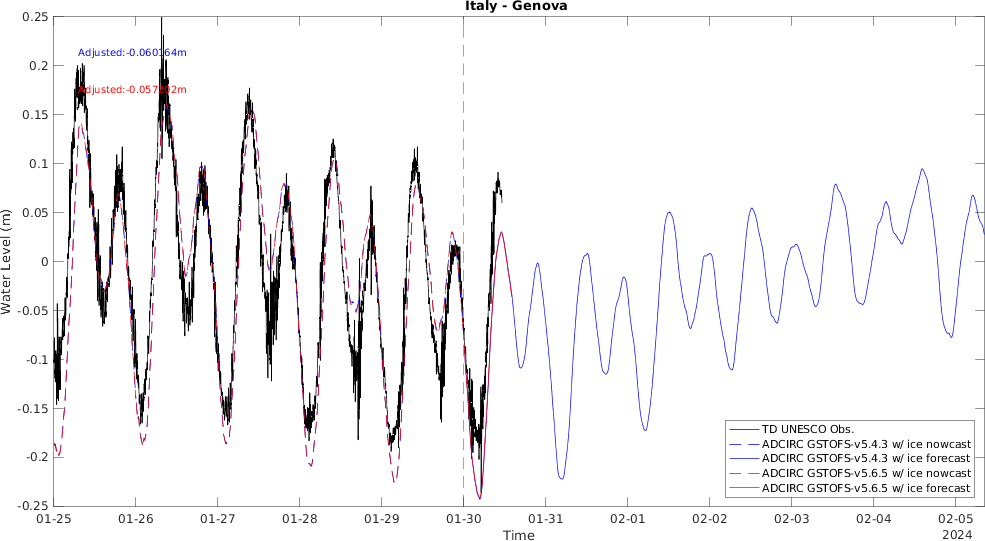 Italy - Genova
0.25
0.2
0.15
0.1
0.05
0
-0.05
-0.1
-0.15
-0.2
-0.25
Water Level (m)
Adjusted:-0.060164m
Adjusted:-0.057202m
TD UNESCO Obs.
ADCIRC GSTOFS-v5.4.3 w/ ice nowcast
ADCIRC GSTOFS-v5.4.3 w/ ice forecast
ADCIRC GSTOFS-v5.6.5 w/ ice nowcast
ADCIRC GSTOFS-v5.6.5 w/ ice forecast
01-25 01-26 01-27 01-28 01-29 01-30 01-31 02-01 02-02 02-03 02-04 02-05
Time
2024